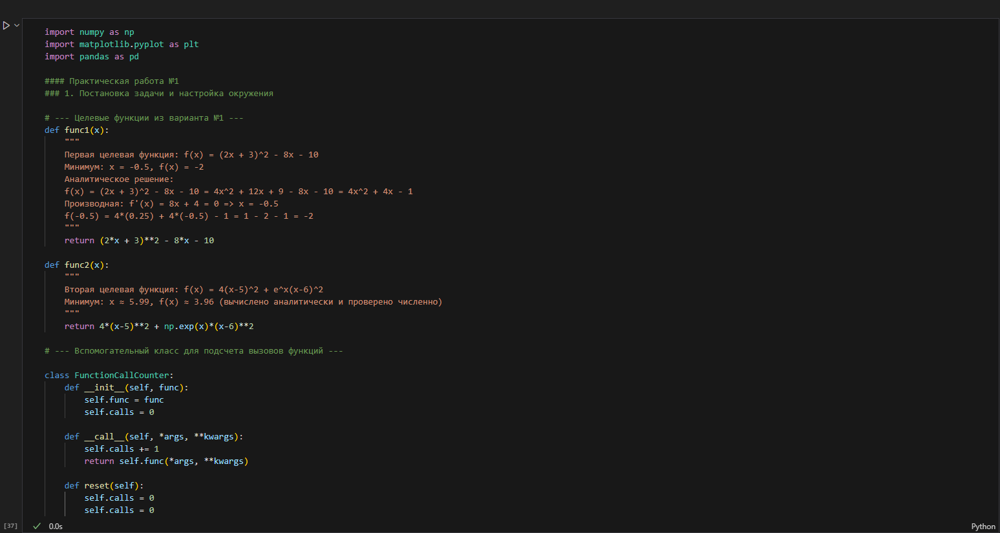 import numpy as np
import matplotlib.pyplot as plt
import pandas as pd
#### Практическая работа №1
### 1. Постановка задачи и настройка окружения
# --- Целевые функции из варианта №1 ---
def func1(x):
    """
    Первая целевая функция: f(x) = (2x + 3)^2 - 8x - 10
    Минимум: x = -0.5, f(x) = -2
    Аналитическое решение:
    f(x) = (2x + 3)^2 - 8x - 10 = 4x^2 + 12x + 9 - 8x - 10 = 4x^2 + 4x - 1
    Производная: f'(x) = 8x + 4 = 0 => x = -0.5
    f(-0.5) = 4*(0.25) + 4*(-0.5) - 1 = 1 - 2 - 1 = -2
    """
    return (2*x + 3)**2 - 8*x - 10
def func2(x):
    """
    Вторая целевая функция: f(x) = 4(x-5)^2 + e^x(x-6)^2
    Минимум: x ≈ 5.99, f(x) ≈ 3.96 (вычислено аналитически и проверено численно)
    """
    return 4*(x-5)**2 + np.exp(x)*(x-6)**2
# --- Вспомогательный класс для подсчета вызовов функций ---
class FunctionCallCounter:
    def __init__(self, func):
        self.func = func
        self.calls = 0
    def __call__(self, *args, **kwargs):
        self.calls += 1
        return self.func(*args, **kwargs)
    def reset(self):
        self.calls = 0
        self.calls = 0
[37] 0.0s Python